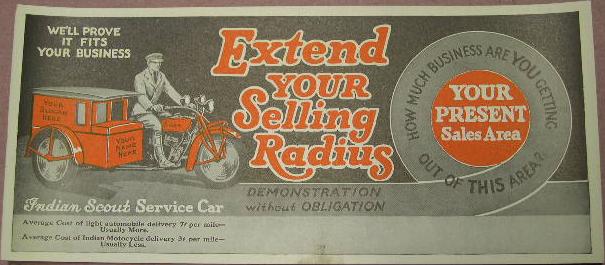 WE'LL PROVE
IT FITS
YOUR BUSINESS
Extend
YOUR
Selling
Radius
HOW MUCH BUSINESS ARE YOU GETTING
OUT OF THIS AREA?
YOUR
PRESENT
Sales Area
YOUR
SLOGAN
HERE
YOUR
NAME
HERE
Indian Scout Service Car
DEMONSTRATION
without OBLIGATION
Average Cost of light automobile delivery 7¢ per mile—
Usually More.
Average Cost of Indian Motocycle delivery 3¢ per mile—
Usually Less.